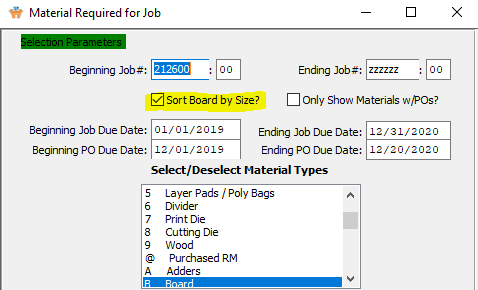 Material Required for Job
Selection Parameters
Beginning Job#: 212600 : 00 Ending Job#: zzzzzz : 00
Sort Board by Size? Only Show Materials w/POs?
Beginning Job Due Date: 01/01/2019 Ending Job Due Date: 12/31/2020
Beginning PO Due Date: 12/01/2019 Ending PO Due Date: 12/20/2020
Select/Deselect Material Types
5 Layer Pads / Poly Bags
6 Divider
7 Print Die
8 Cutting Die
9 Wood
@ Purchased RM
A Adders
B Board